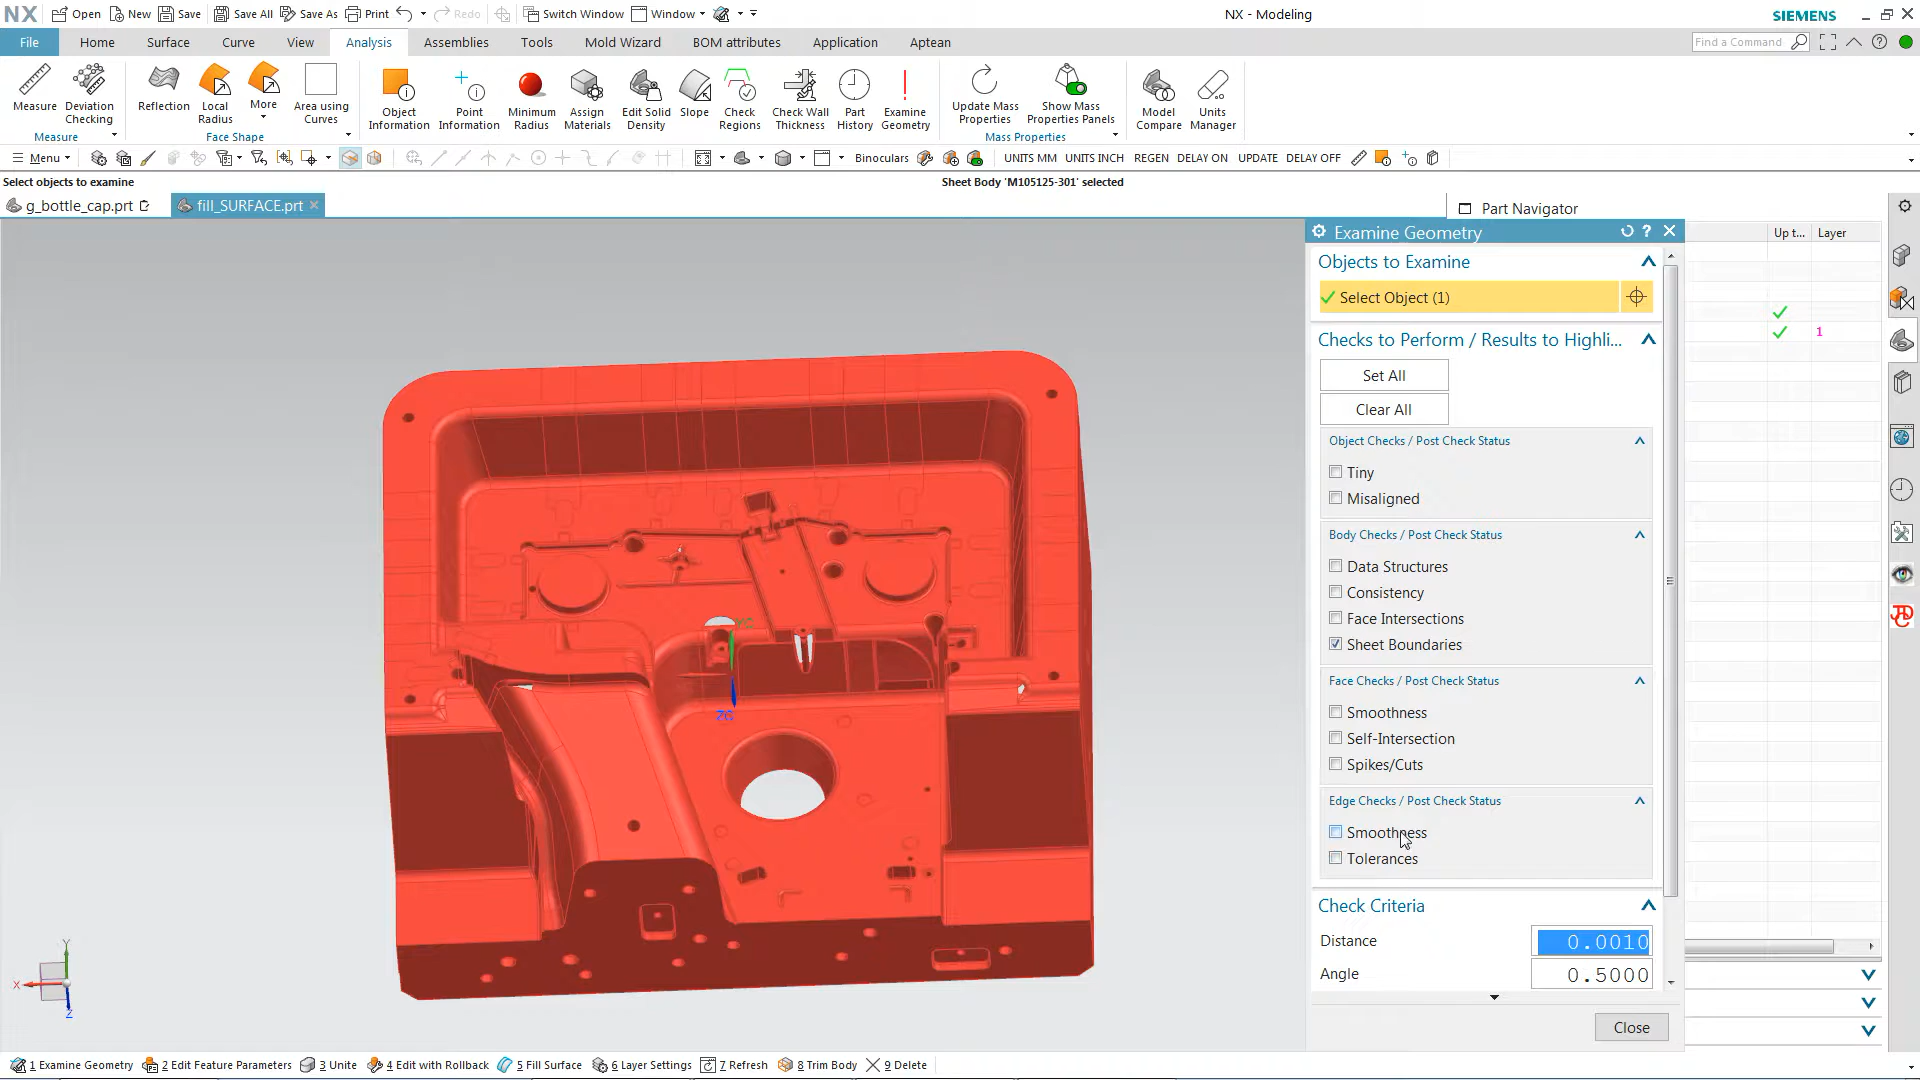 NX Open New Save Save All Save As Print Redo Switch Window Window NX - Modeling SIEMENS
File Home Surface Curve View Analysis Assemblies Tools Mold Wizard BOM attributes Application Aptean Find a Command
Measure Deviation Checking Reflection Local Radius More Area using Curves Object Information Point Information Minimum Radius Assign Materials Edit Solid Density Slope Check Regions Check Wall Thickness Part History Examine Geometry Update Mass Properties Show Mass Properties Panels Model Compare Units Manager
Measure Face Shape Mass Properties
Menu Binoculars UNITS MM UNITS INCH REGEN DELAY ON UPDATE DELAY OFF
Select objects to examine Sheet Body 'M105125-301' selected
g_bottle_cap.prt fill_SURFACE.prt Part Navigator
Examine Geometry Up t... Layer
Objects to Examine
Select Object (1)
Checks to Perform / Results to Highli...
1
Set All
Clear All
Object Checks / Post Check Status
Tiny
Misaligned
Body Checks / Post Check Status
Data Structures
Consistency
Face Intersections
Sheet Boundaries
Face Checks / Post Check Status
Smoothness
Self-Intersection
Spikes/Cuts
Edge Checks / Post Check Status
Smoothness
Tolerances
Check Criteria
Distance 0.0010
Angle 0.5000
Close
YC
ZC
Y
X
Z
1 Examine Geometry 2 Edit Feature Parameters 3 Unite 4 Edit with Rollback 5 Fill Surface 6 Layer Settings 7 Refresh 8 Trim Body 9 Delete